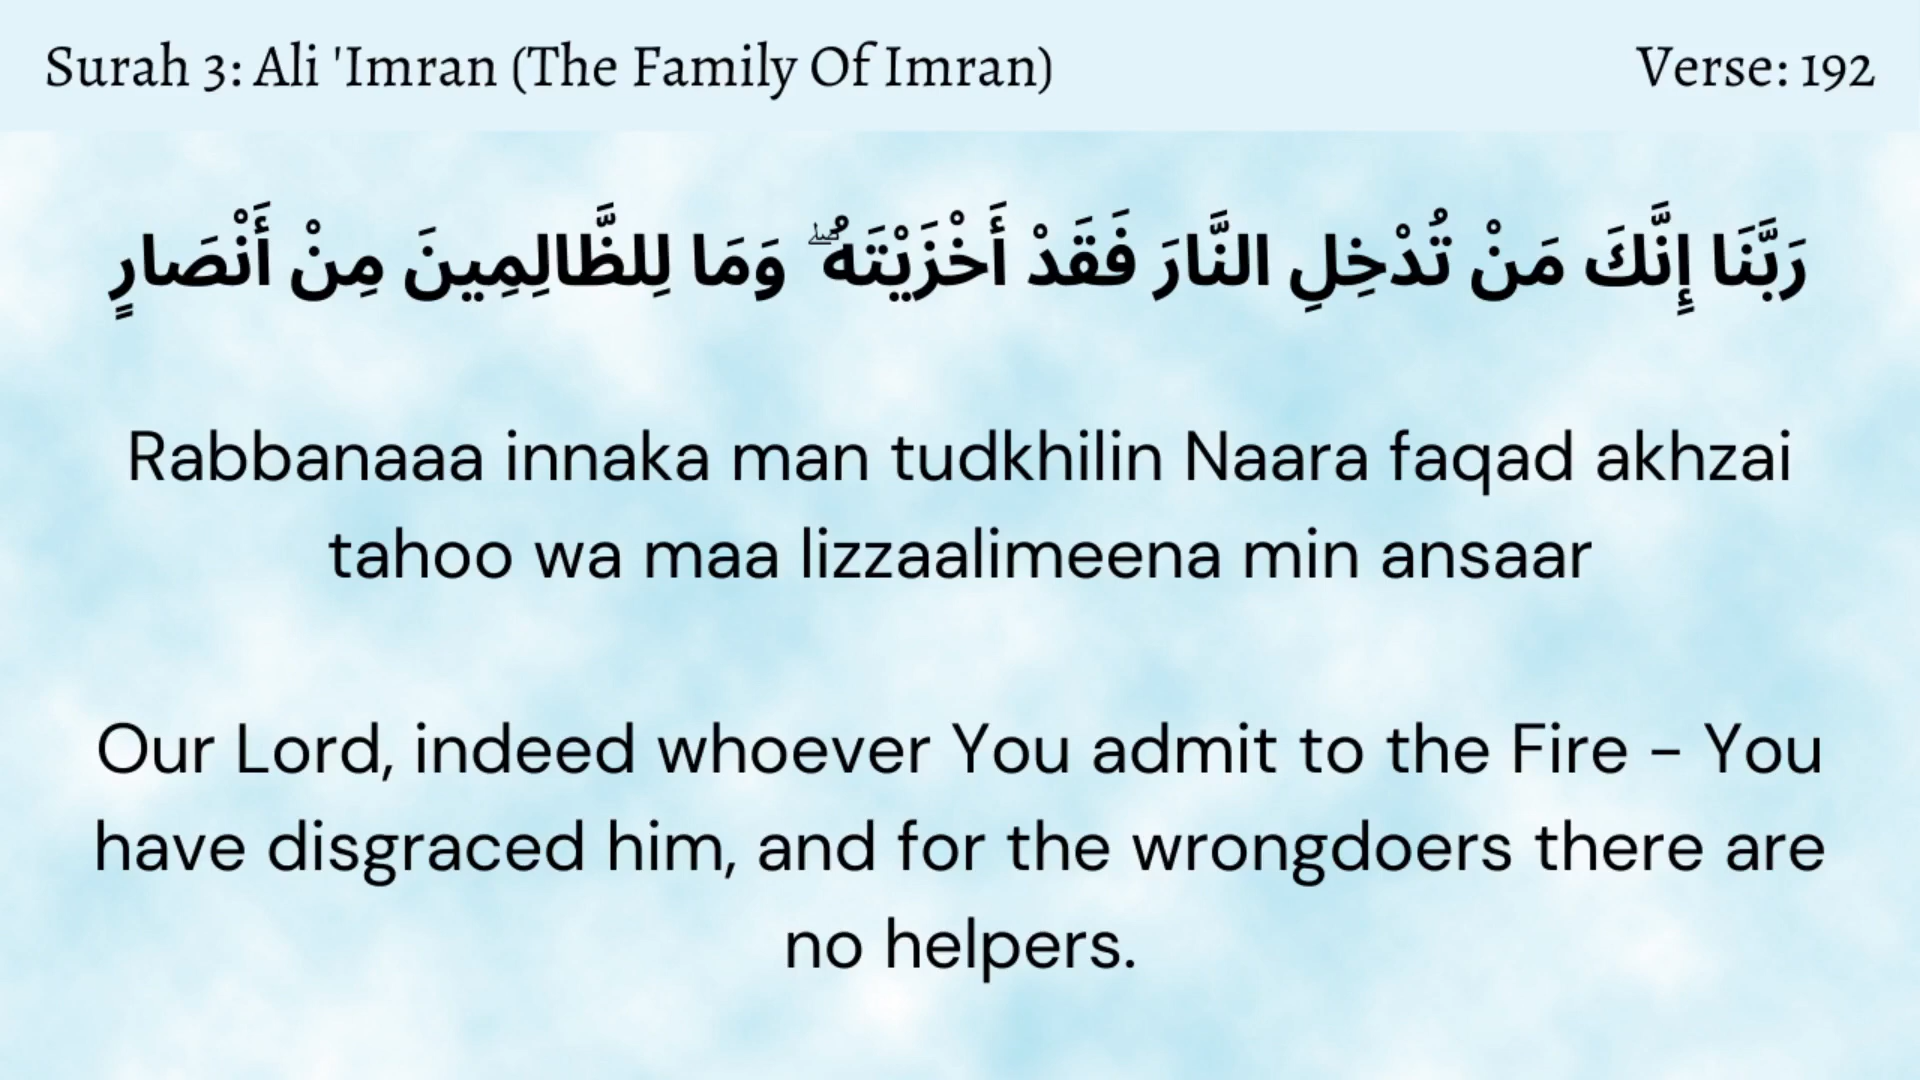 Surah 3: Ali 'Imran (The Family Of Imran)
Verse: 192
رَبَّنَا إِنَّكَ مَنْ تُدْخِلِ النَّارَ فَقَدْ أَخْزَيْتَهُ ۖ وَمَا لِلظَّالِمِينَ مِنْ أَنْصَارٍ
Rabbanaaa innaka man tudkhilin Naara faqad akhzai
tahoo wa maa lizzaalimeena min ansaar
Our Lord, indeed whoever You admit to the Fire – You
have disgraced him, and for the wrongdoers there are
no helpers.